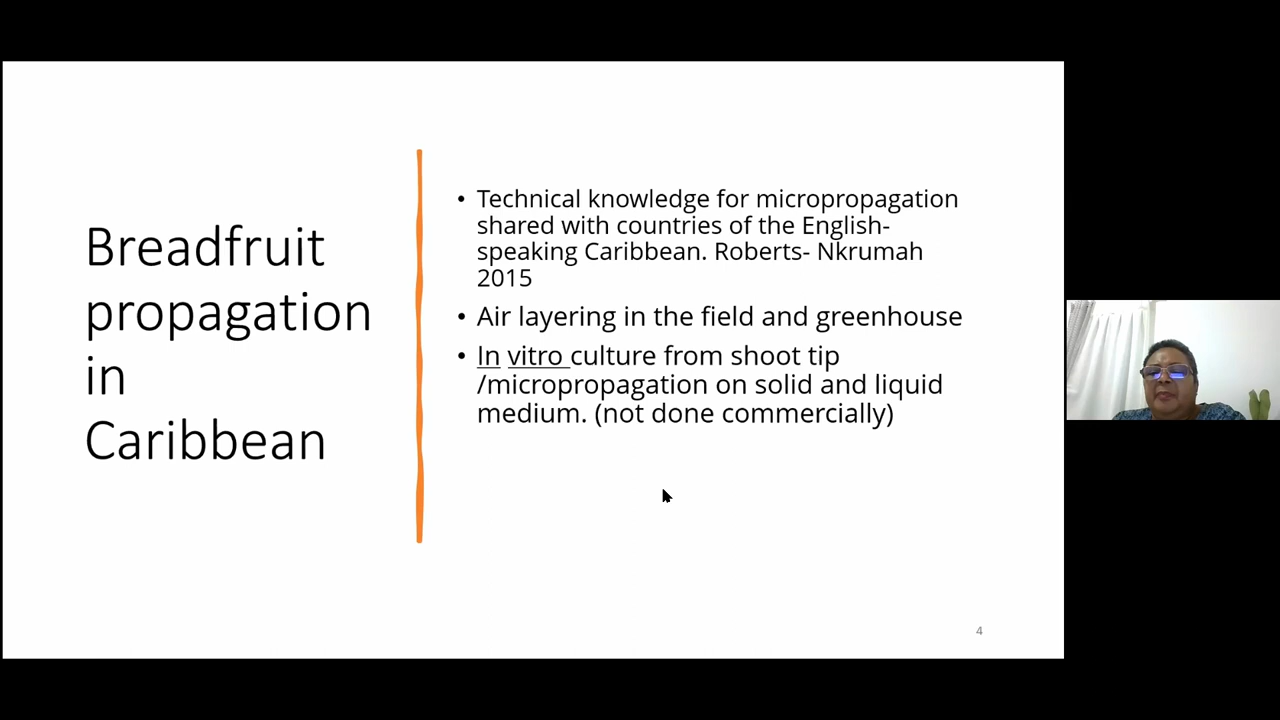 Breadfruit
propagation
in
Caribbean
• Technical knowledge for micropropagation
shared with countries of the English-
speaking Caribbean. Roberts- Nkrumah
2015
• Air layering in the field and greenhouse
• In vitro culture from shoot tip
/micropropagation on solid and liquid
medium. (not done commercially)
4